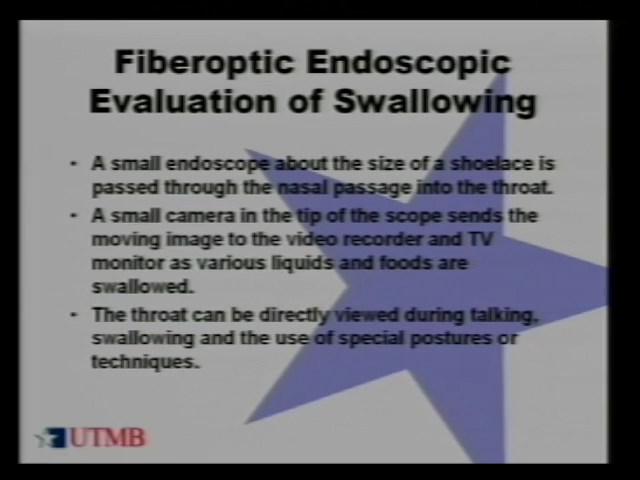 Fiberoptic Endoscopic
Evaluation of Swallowing
• A small endoscope about the size of a shoelace is
passed through the nasal passage into the throat.
• A small camera in the tip of the scope sends the
moving image to the video recorder and TV
monitor as various liquids and foods are
swallowed.
• The throat can be directly viewed during talking,
swallowing and the use of special postures or
techniques.
UTMB